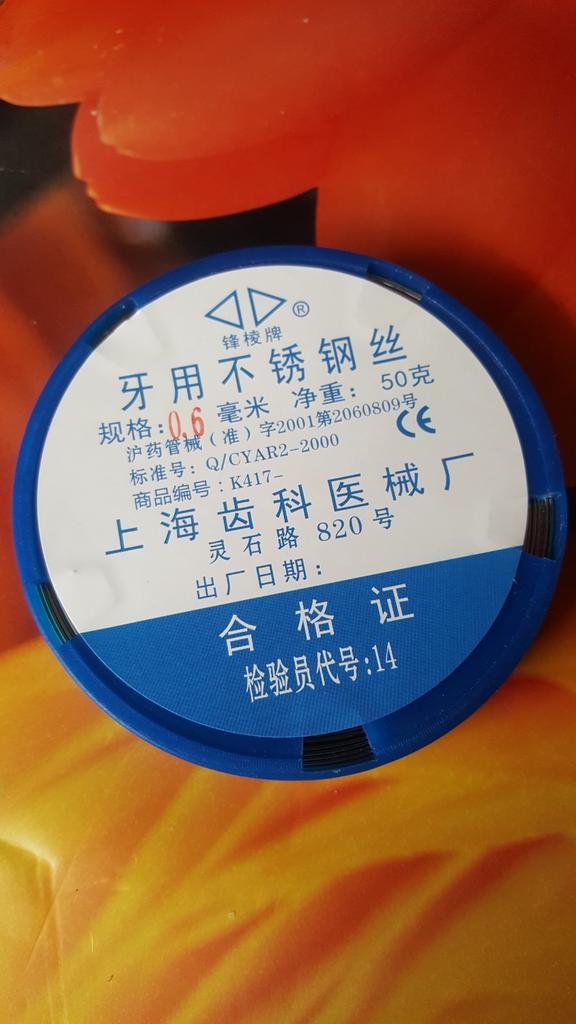 ®
锋棱牌
牙用不锈钢丝
规格:0.6毫米 净重: 50克
沪药管械(准)字2001第2060809号
标准号: Q/CYAR2-2000 CE
商品编号: K417-
上海齿科医械厂
灵石路 820 号
出厂日期:
合格证
检验员代号:14